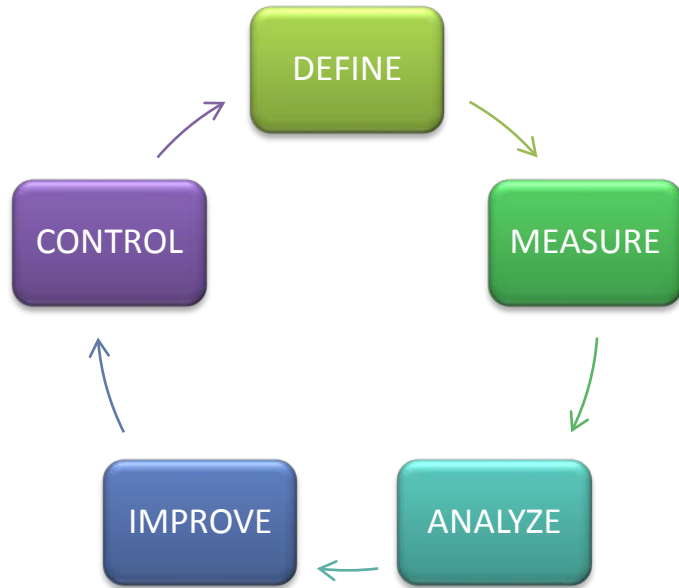 DEFINE
MEASURE
ANALYZE
IMPROVE
CONTROL